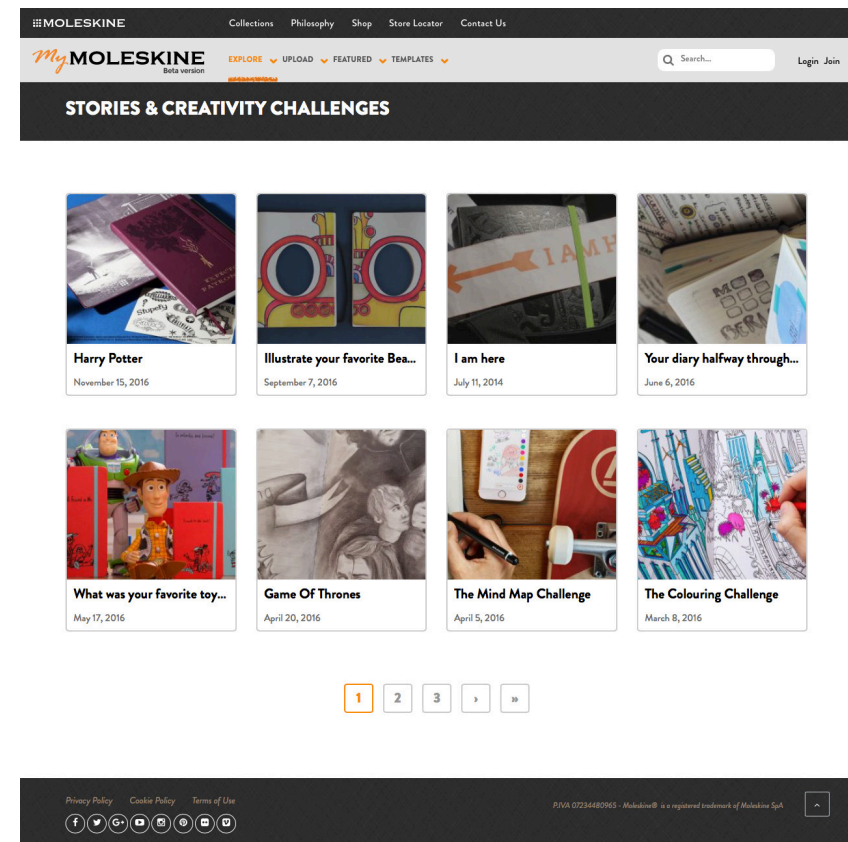 MOLESKINE Collections Philosophy Shop Store Locator Contact Us
My MOLESKINE EXPLORE UPLOAD FEATURED TEMPLATES Search... Login Join
Beta version
STORIES & CREATIVITY CHALLENGES
Stupefy
EXPECTO
I AM H
Harry Potter
November 15, 2016
Illustrate your favorite Bea...
September 7, 2016
I am here
July 11, 2014
Your diary halfway through...
June 6, 2016
What was your favorite toy...
May 17, 2016
Game Of Thrones
April 20, 2016
The Mind Map Challenge
April 5, 2016
The Colouring Challenge
March 8, 2016
1 2 3 › »
Privacy Policy Cookie Policy Terms of Use
P.IVA 07234480965 - Moleskine® is a registered trademark of Moleskine SpA